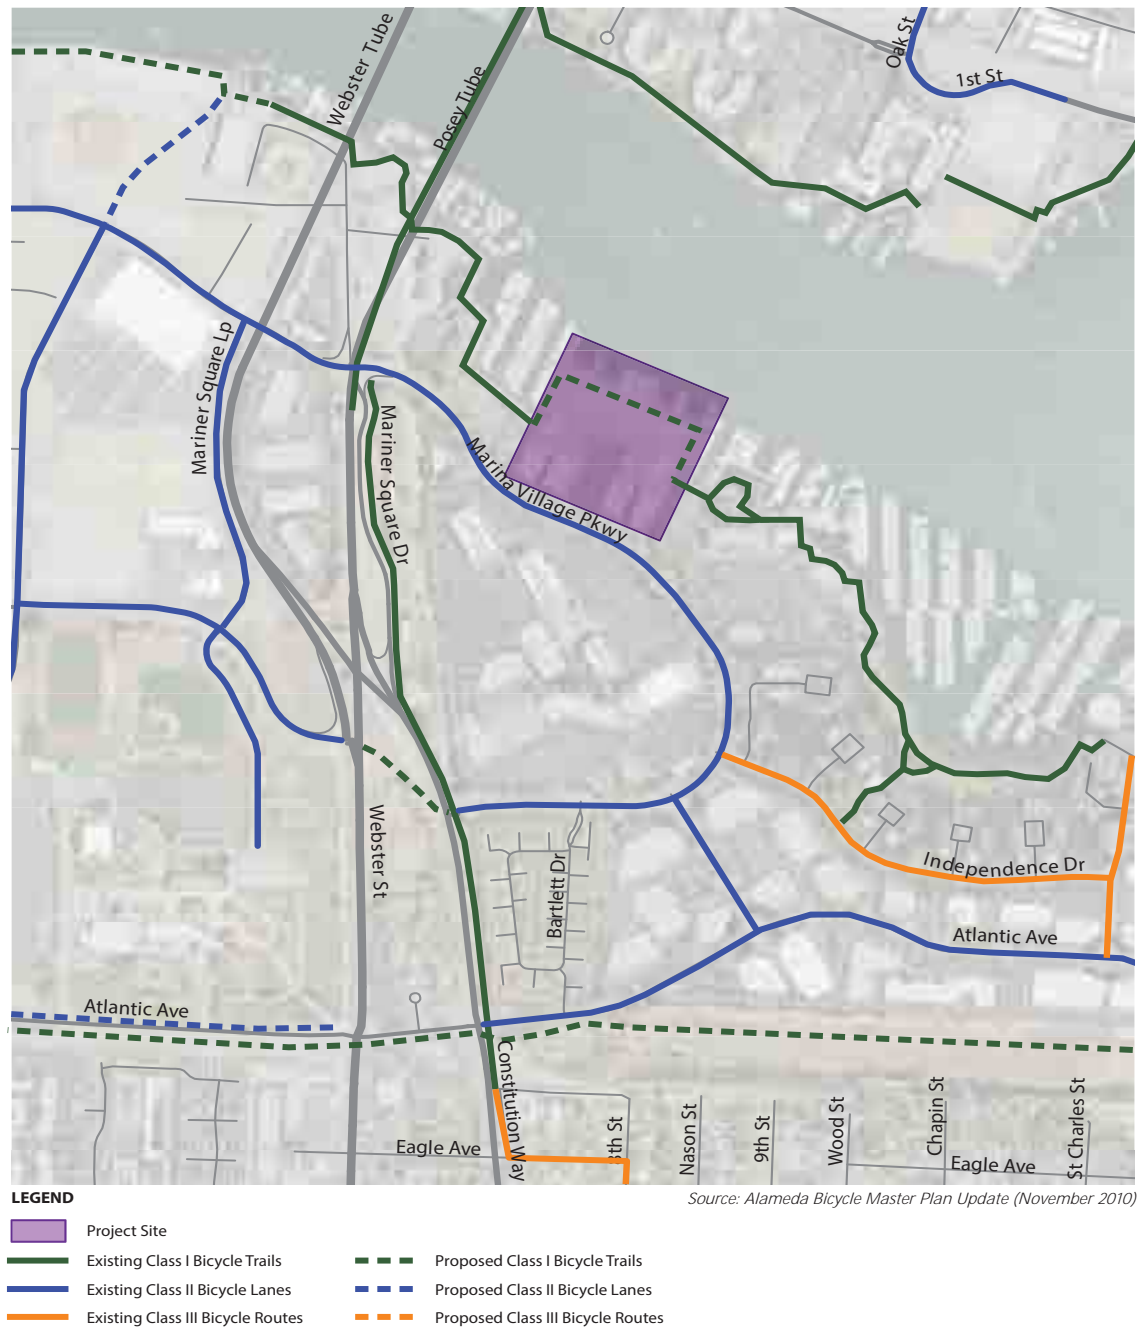 Webster Tube
Posey Tube
Oak St
1st St
Mariner Square Lp
Mariner Square Dr
Marina Village Pkwy
Webster St
Bartlett Dr
Independence Dr
Atlantic Ave
Atlantic Ave
Constitution Way
Eagle Ave
8th St
Nason St
9th St
Wood St
Chapin St
Eagle Ave
St Charles St
LEGEND
Source: Alameda Bicycle Master Plan Update (November 2010)
Project Site
Existing Class I Bicycle Trails
Proposed Class I Bicycle Trails
Existing Class II Bicycle Lanes
Proposed Class II Bicycle Lanes
Existing Class III Bicycle Routes
Proposed Class III Bicycle Routes